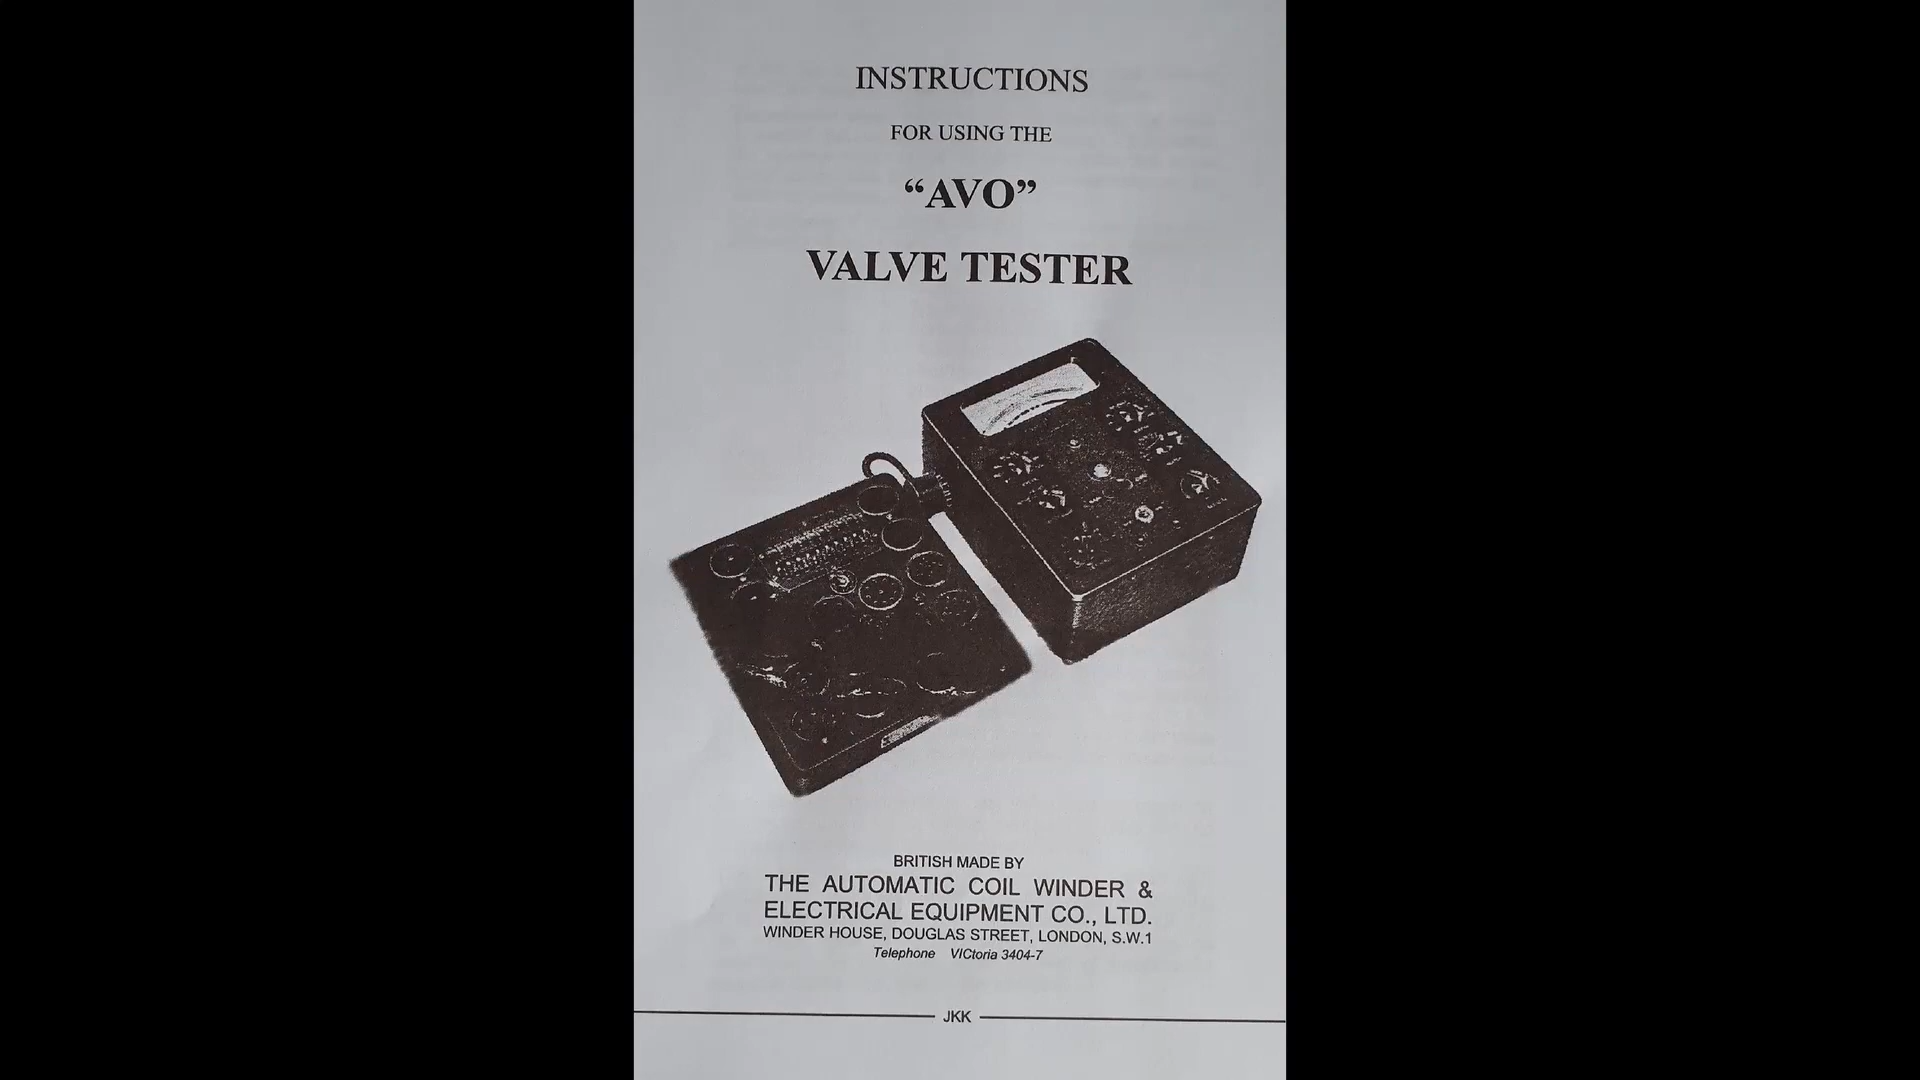 INSTRUCTIONS
FOR USING THE
“AVO”
VALVE TESTER
BRITISH MADE BY
THE AUTOMATIC COIL WINDER &
ELECTRICAL EQUIPMENT CO., LTD.
WINDER HOUSE, DOUGLAS STREET, LONDON, S.W.1
Telephone VICtoria 3404-7
JKK